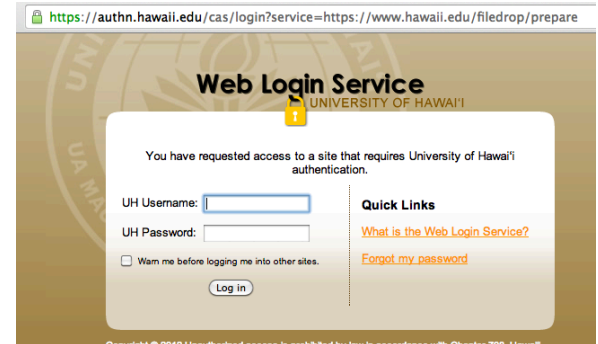 https://authn.hawaii.edu/cas/login?service=https://www.hawaii.edu/filedrop/prepare
Web Login Service
UNIVERSITY OF HAWAI'I
You have requested access to a site that requires University of Hawai'i
authentication.
UH Username:
UH Password:
Warn me before logging me into other sites.
Log in
Quick Links
What is the Web Login Service?
Forgot my password